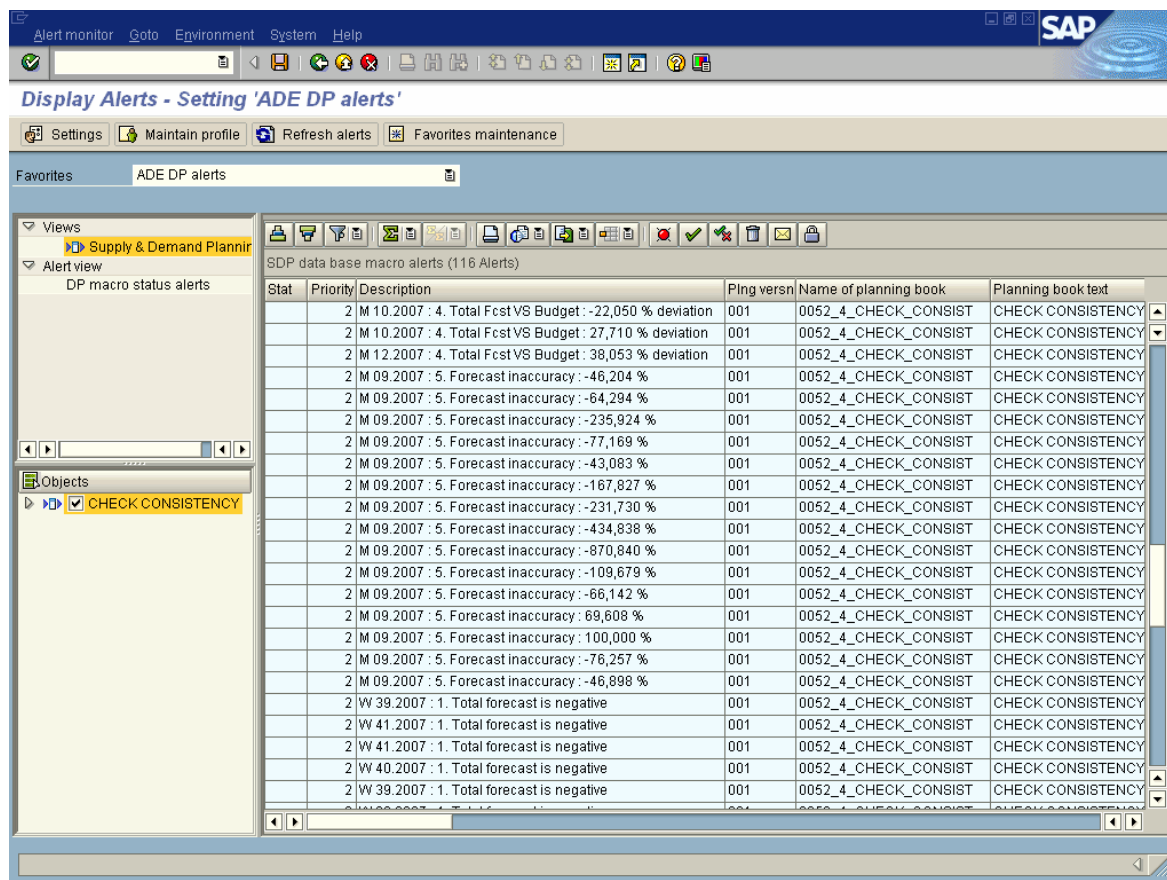 Alert monitor Goto Environment System Help
SAP
Display Alerts - Setting 'ADE DP alerts'
Settings Maintain profile Refresh alerts Favorites maintenance
Favorites ADE DP alerts
Views
Supply & Demand Plannir
Alert view
DP macro status alerts
Objects
CHECK CONSISTENCY
SDP data base macro alerts (116 Alerts)
Stat Priority Description Plng versn Name of planning book Planning book text
2 M 10.2007 : 4. Total Fcst VS Budget : -22,050 % deviation 001 0052_4_CHECK_CONSIST CHECK CONSISTENCY
2 M 10.2007 : 4. Total Fcst VS Budget : 27,710 % deviation 001 0052_4_CHECK_CONSIST CHECK CONSISTENCY
2 M 12.2007 : 4. Total Fcst VS Budget : 38,053 % deviation 001 0052_4_CHECK_CONSIST CHECK CONSISTENCY
2 M 09.2007 : 5. Forecast inaccuracy : -46,204 % 001 0052_4_CHECK_CONSIST CHECK CONSISTENCY
2 M 09.2007 : 5. Forecast inaccuracy : -64,294 % 001 0052_4_CHECK_CONSIST CHECK CONSISTENCY
2 M 09.2007 : 5. Forecast inaccuracy : -235,924 % 001 0052_4_CHECK_CONSIST CHECK CONSISTENCY
2 M 09.2007 : 5. Forecast inaccuracy : -77,169 % 001 0052_4_CHECK_CONSIST CHECK CONSISTENCY
2 M 09.2007 : 5. Forecast inaccuracy : -43,083 % 001 0052_4_CHECK_CONSIST CHECK CONSISTENCY
2 M 09.2007 : 5. Forecast inaccuracy : -167,827 % 001 0052_4_CHECK_CONSIST CHECK CONSISTENCY
2 M 09.2007 : 5. Forecast inaccuracy : -231,730 % 001 0052_4_CHECK_CONSIST CHECK CONSISTENCY
2 M 09.2007 : 5. Forecast inaccuracy : -434,838 % 001 0052_4_CHECK_CONSIST CHECK CONSISTENCY
2 M 09.2007 : 5. Forecast inaccuracy : -870,840 % 001 0052_4_CHECK_CONSIST CHECK CONSISTENCY
2 M 09.2007 : 5. Forecast inaccuracy : -109,679 % 001 0052_4_CHECK_CONSIST CHECK CONSISTENCY
2 M 09.2007 : 5. Forecast inaccuracy : -66,142 % 001 0052_4_CHECK_CONSIST CHECK CONSISTENCY
2 M 09.2007 : 5. Forecast inaccuracy : 69,608 % 001 0052_4_CHECK_CONSIST CHECK CONSISTENCY
2 M 09.2007 : 5. Forecast inaccuracy : 100,000 % 001 0052_4_CHECK_CONSIST CHECK CONSISTENCY
2 M 09.2007 : 5. Forecast inaccuracy : -76,257 % 001 0052_4_CHECK_CONSIST CHECK CONSISTENCY
2 M 09.2007 : 5. Forecast inaccuracy : -46,898 % 001 0052_4_CHECK_CONSIST CHECK CONSISTENCY
2 W 39.2007 : 1. Total forecast is negative 001 0052_4_CHECK_CONSIST CHECK CONSISTENCY
2 W 41.2007 : 1. Total forecast is negative 001 0052_4_CHECK_CONSIST CHECK CONSISTENCY
2 W 41.2007 : 1. Total forecast is negative 001 0052_4_CHECK_CONSIST CHECK CONSISTENCY
2 W 40.2007 : 1. Total forecast is negative 001 0052_4_CHECK_CONSIST CHECK CONSISTENCY
2 W 39.2007 : 1. Total forecast is negative 001 0052_4_CHECK_CONSIST CHECK CONSISTENCY